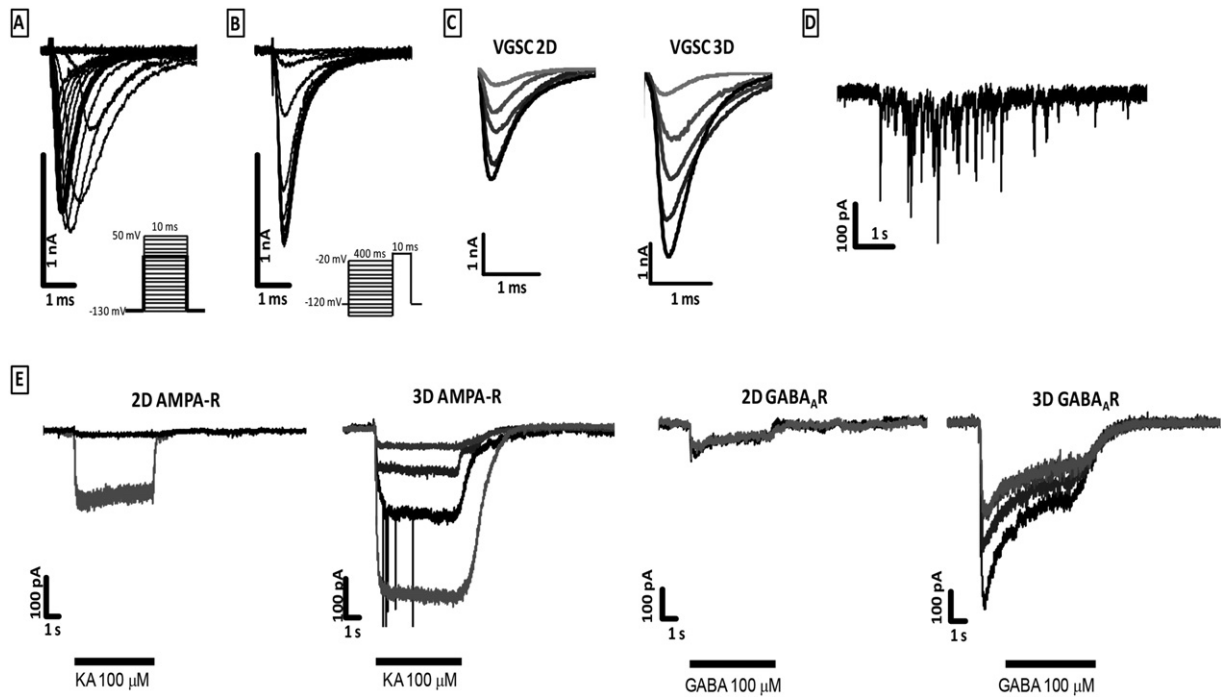 A
1 nA
1 ms
50 mV
10 ms
-130 mV
B
1 nA
1 ms
-20 mV
400 ms
10 ms
-120 mV
C
VGSC 2D
1 nA
1 ms
VGSC 3D
1 nA
1 ms
D
100 pA
1 s
E
2D AMPA-R
100 pA
1 s
KA 100 μM
3D AMPA-R
100 pA
1 s
KA 100 μM
2D GABA_AR
100 pA
1 s
GABA 100 μM
3D GABA_AR
100 pA
1 s
GABA 100 μM